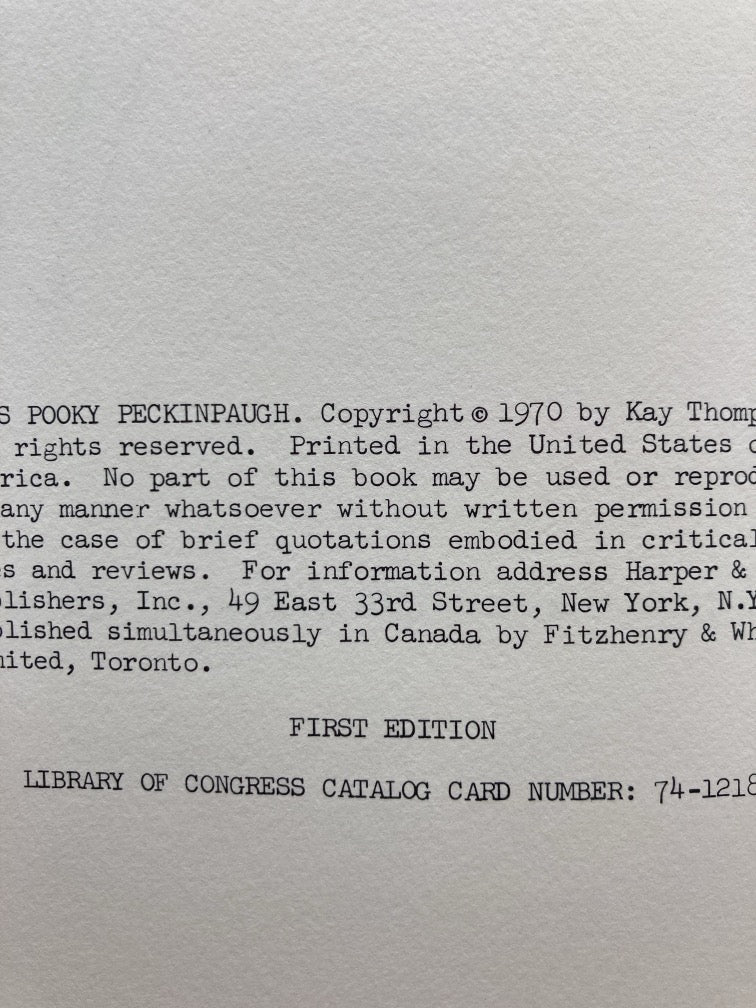 S POOKY PECKINPAUGH. Copyright © 1970 by Kay Thomp
rights reserved. Printed in the United States o
rica. No part of this book may be used or reprod
any manner whatsoever without written permission
the case of brief quotations embodied in critical
s and reviews. For information address Harper &
lishers, Inc., 49 East 33rd Street, New York, N.Y
lished simultaneously in Canada by Fitzhenry & Wh
ited, Toronto.
FIRST EDITION
LIBRARY OF CONGRESS CATALOG CARD NUMBER: 74-1218